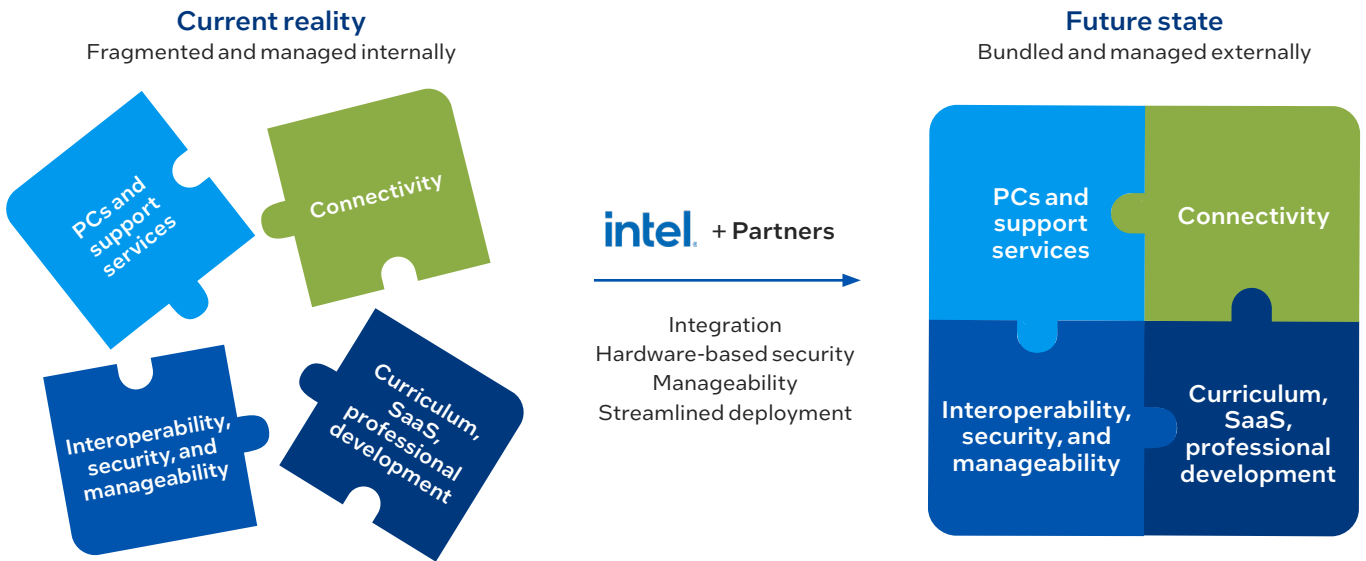 Current reality
Fragmented and managed internally
PCs and
support
services
Connectivity
Interoperability,
security, and
manageability
Curriculum,
SaaS,
professional
development
intel. + Partners
Integration
Hardware-based security
Manageability
Streamlined deployment
Future state
Bundled and managed externally
PCs and
support
services
Connectivity
Interoperability,
security, and
manageability
Curriculum,
SaaS,
professional
development